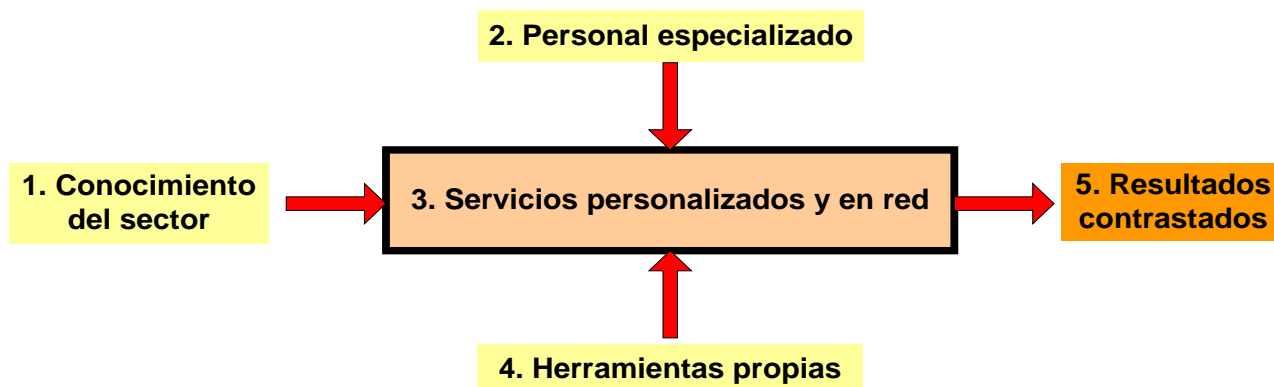 2. Personal especializado
1. Conocimiento
del sector
3. Servicios personalizados y en red
5. Resultados
contrastados
4. Herramientas propias